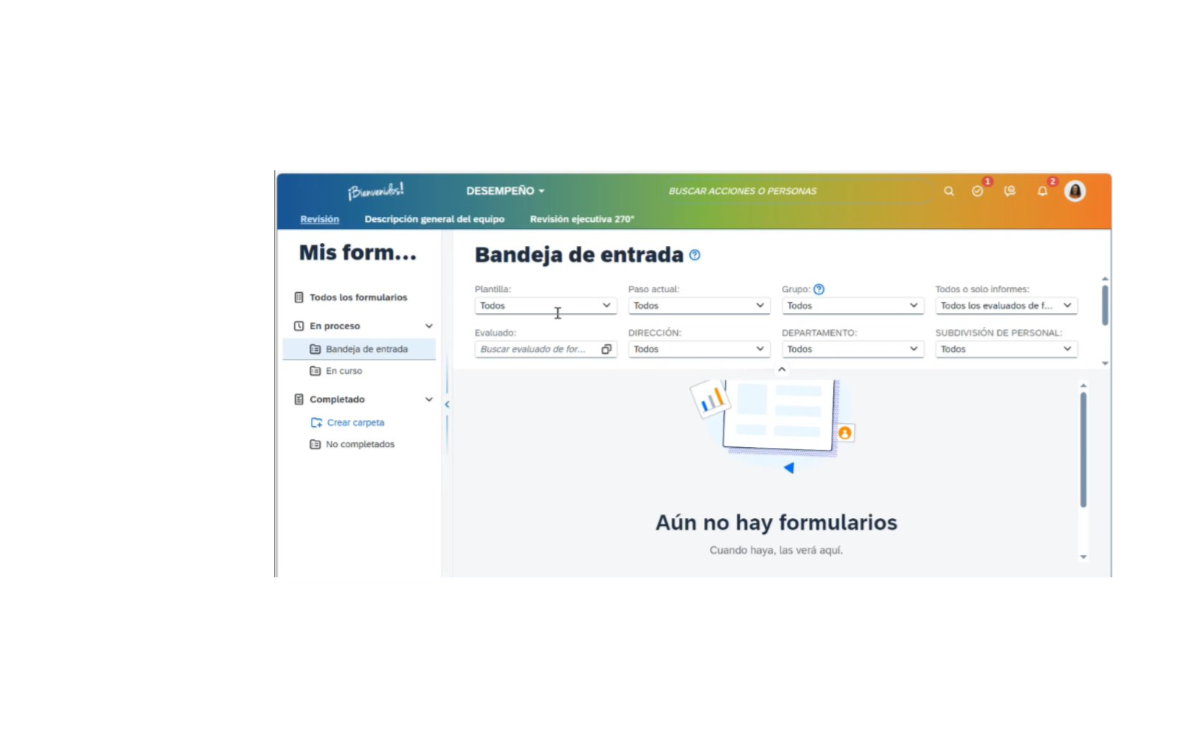 ¡Bienvenid@s!
DESEMPEÑO
BUSCAR ACCIONES O PERSONAS
1
2
Revisión
Descripción general del equipo
Revisión ejecutiva 270°
Mis form...
Todos los formularios
En proceso
Bandeja de entrada
En curso
Completado
Crear carpeta
No completados
Bandeja de entrada
Plantilla:
Paso actual:
Grupo:
Todos o solo informes:
Todos
Todos
Todos
Todos los evaluados de f...
Evaluado:
DIRECCIÓN:
DEPARTAMENTO:
SUBDIVISIÓN DE PERSONAL:
Buscar evaluado de for...
Todos
Todos
Todos
Aún no hay formularios
Cuando haya, las verá aquí.